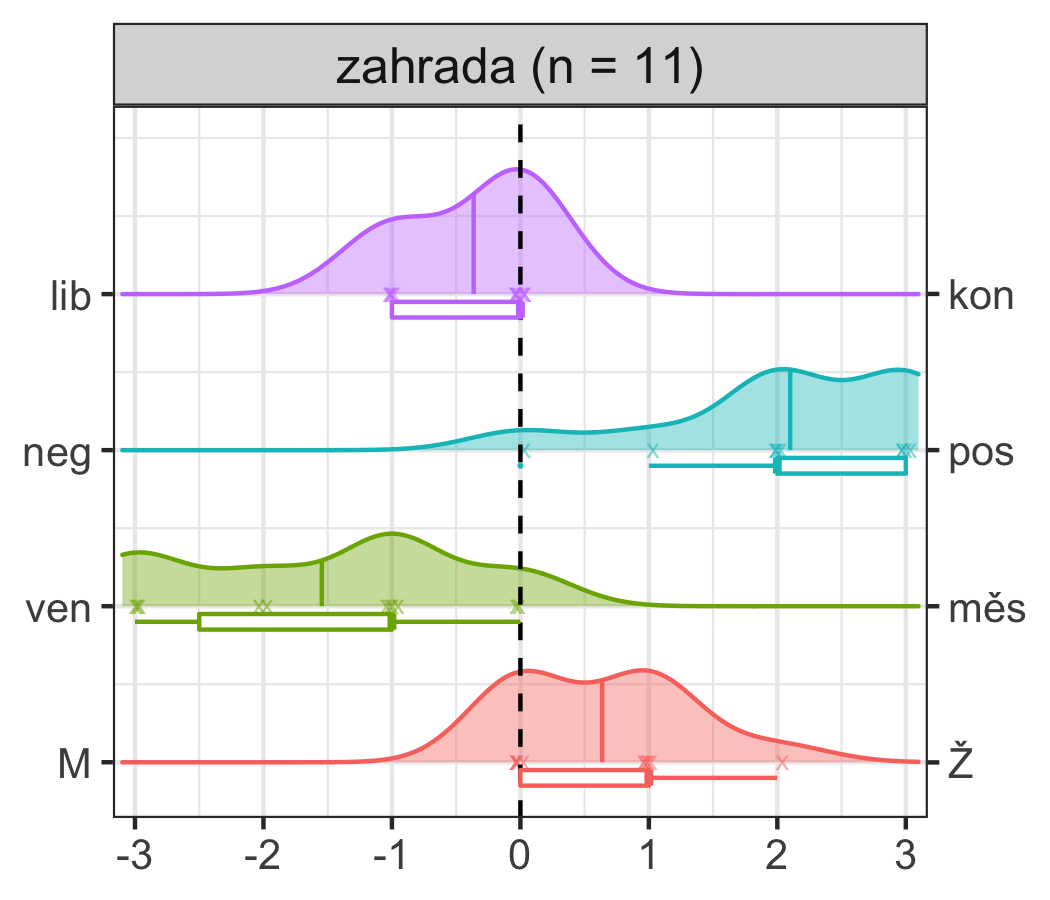 zahrada (n = 11)
lib kon
neg pos
ven měs
M Ž
-3 -2 -1 0 1 2 3